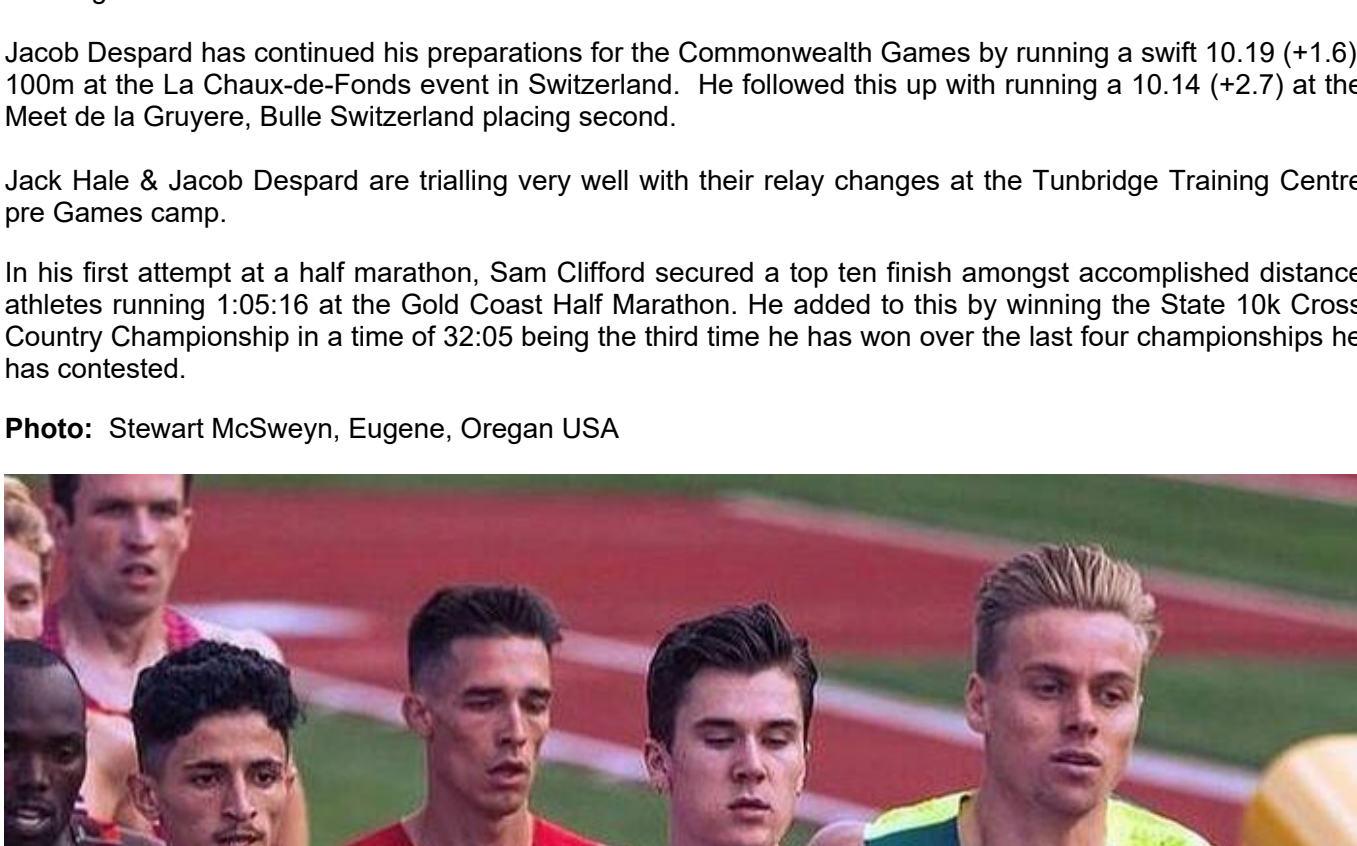 Jacob Despard has continued his preparations for the Commonwealth Games by running a swift 10.19 (+1.6)
100m at the La Chaux-de-Fonds event in Switzerland.  He followed this up with running a 10.14 (+2.7) at the
Meet de la Gruyere, Bulle Switzerland placing second.
Jack Hale & Jacob Despard are trialling very well with their relay changes at the Tunbridge Training Centre
pre Games camp.
In his first attempt at a half marathon, Sam Clifford secured a top ten finish amongst accomplished distance
athletes running 1:05:16 at the Gold Coast Half Marathon. He added to this by winning the State 10k Cross
Country Championship in a time of 32:05 being the third time he has won over the last four championships he
has contested.
Photo:  Stewart McSweyn, Eugene, Oregan USA